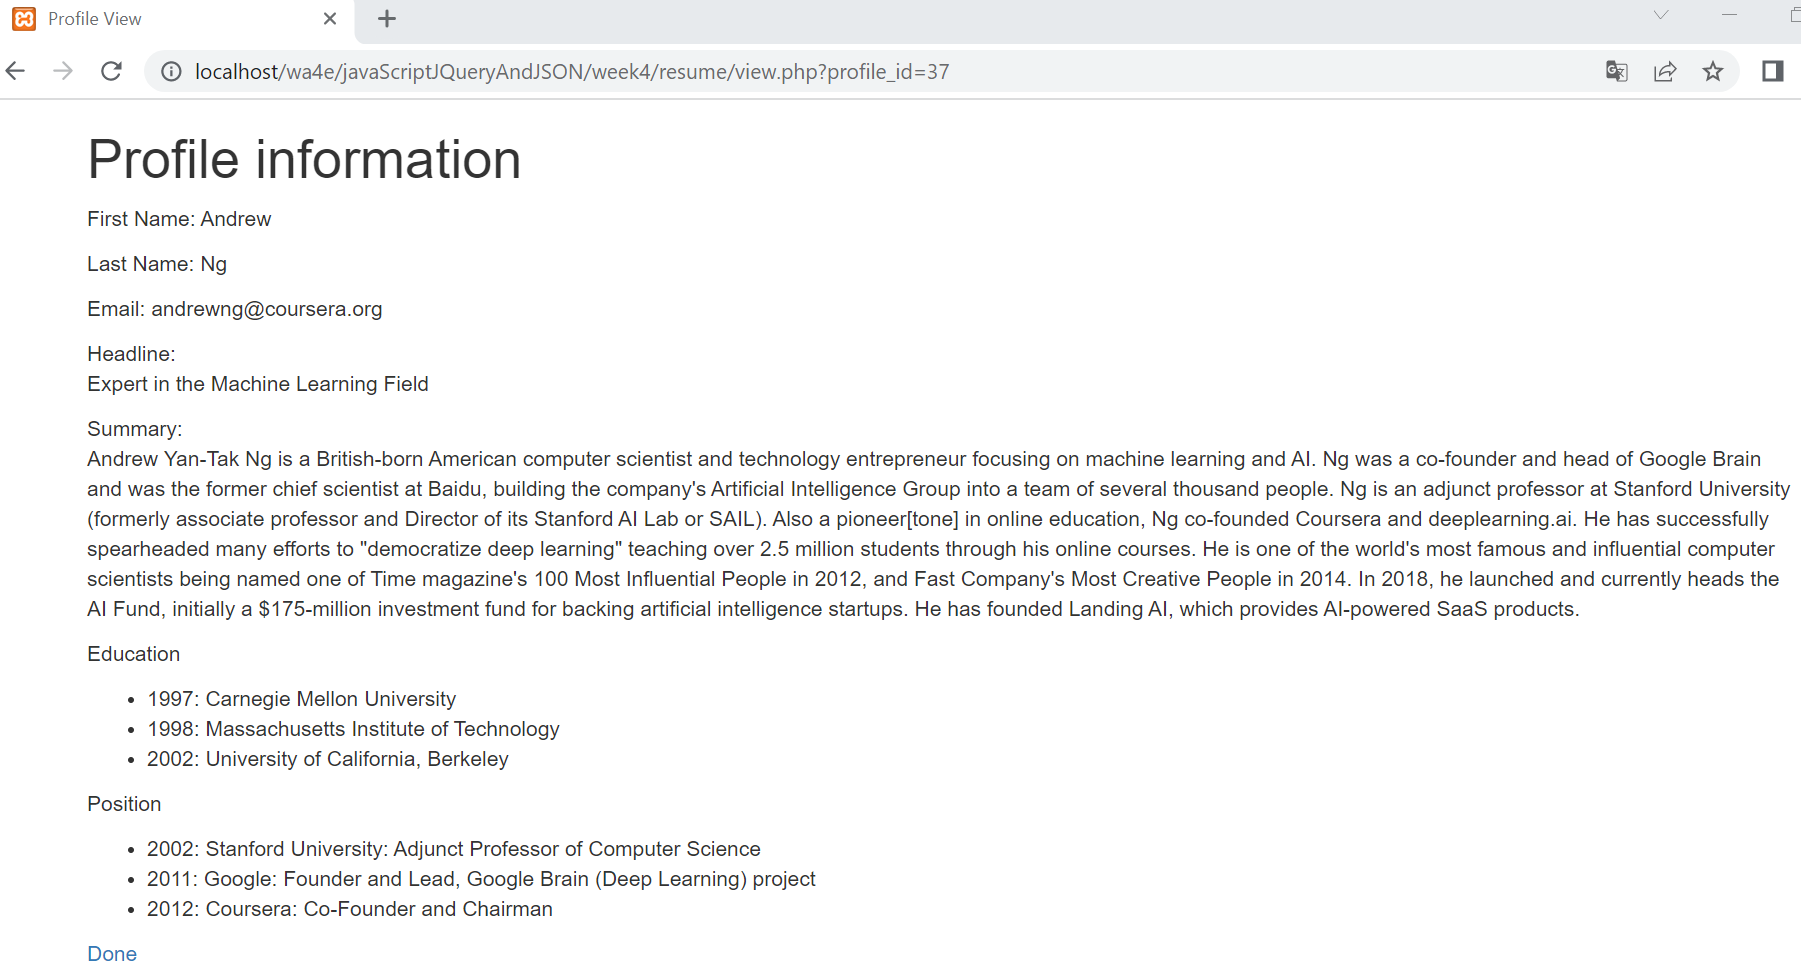 Profile View
localhost/wa4e/javaScriptJQueryAndJSON/week4/resume/view.php?profile_id=37
Profile information
First Name: Andrew
Last Name: Ng
Email: andrewng@coursera.org
Headline:
Expert in the Machine Learning Field
Summary:
Andrew Yan-Tak Ng is a British-born American computer scientist and technology entrepreneur focusing on machine learning and AI. Ng was a co-founder and head of Google Brain
and was the former chief scientist at Baidu, building the company's Artificial Intelligence Group into a team of several thousand people. Ng is an adjunct professor at Stanford University
(formerly associate professor and Director of its Stanford AI Lab or SAIL). Also a pioneer[tone] in online education, Ng co-founded Coursera and deeplearning.ai. He has successfully
spearheaded many efforts to "democratize deep learning" teaching over 2.5 million students through his online courses. He is one of the world's most famous and influential computer
scientists being named one of Time magazine's 100 Most Influential People in 2012, and Fast Company's Most Creative People in 2014. In 2018, he launched and currently heads the
AI Fund, initially a $175-million investment fund for backing artificial intelligence startups. He has founded Landing AI, which provides AI-powered SaaS products.
Education
• 1997: Carnegie Mellon University
• 1998: Massachusetts Institute of Technology
• 2002: University of California, Berkeley
Position
• 2002: Stanford University: Adjunct Professor of Computer Science
• 2011: Google: Founder and Lead, Google Brain (Deep Learning) project
• 2012: Coursera: Co-Founder and Chairman
Done